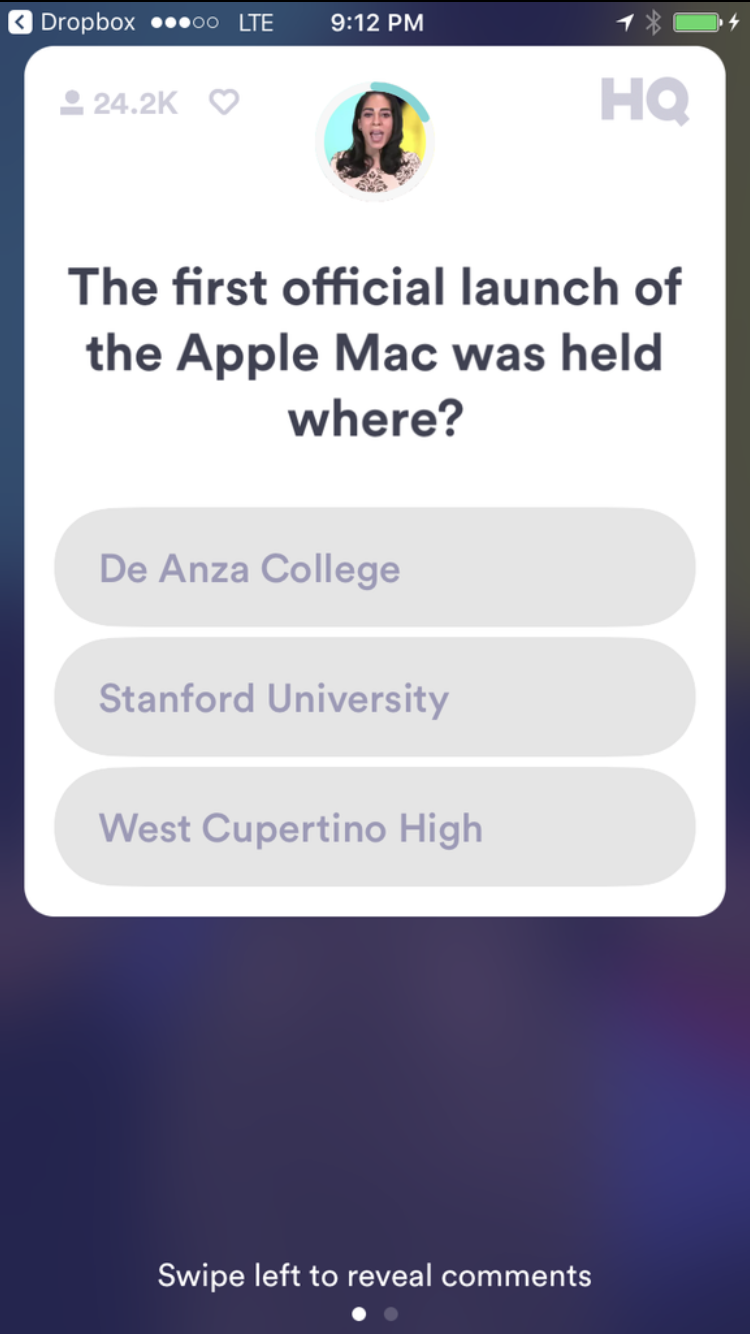 Dropbox LTE 9:12 PM
24.2K HQ
The first official launch of
the Apple Mac was held
where?
De Anza College
Stanford University
West Cupertino High
Swipe left to reveal comments